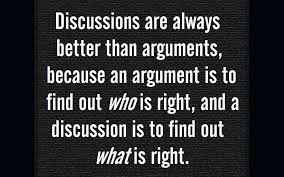 Discussions are always
better than arguments,
because an argument is to
find out who is right, and a
discussion is to find out
what is right.